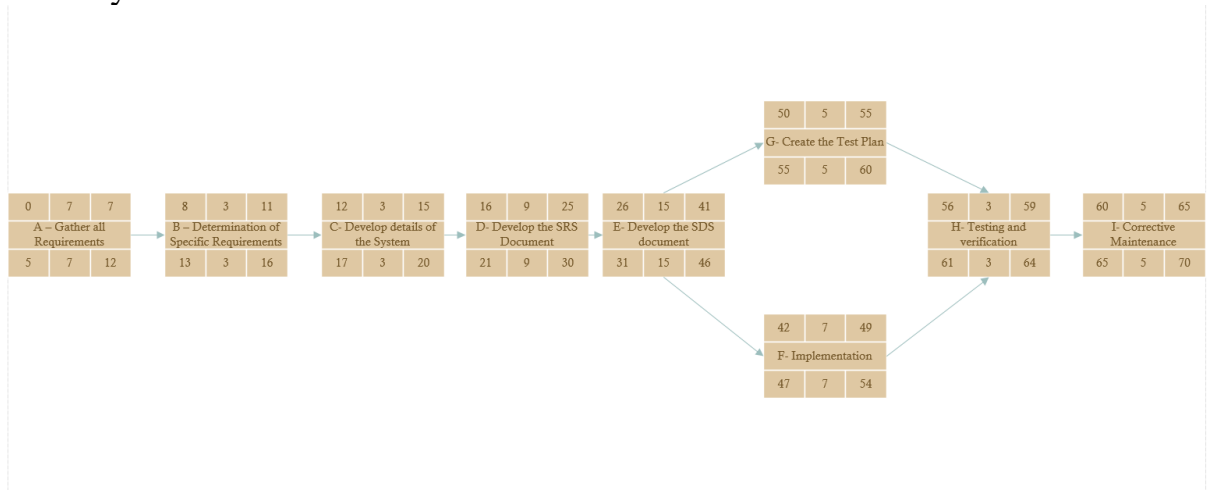 0 7 7
A – Gather all
Requirements
5 7 12
8 3 11
B – Determination of
Specific Requirements
13 3 16
12 3 15
C- Develop details of
the System
17 3 20
16 9 25
D- Develop the SRS
Document
21 9 30
26 15 41
E- Develop the SDS
document
31 15 46
50 5 55
G- Create the Test Plan
55 5 60
42 7 49
F- Implementation
47 7 54
56 3 59
H- Testing and
verification
61 3 64
60 5 65
I- Corrective
Maintenance
65 5 70